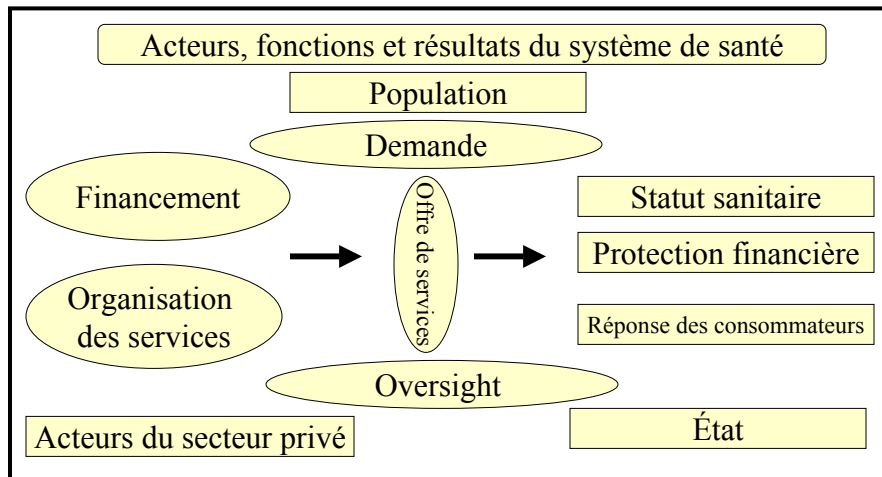 Acteurs, fonctions et résultats du système de santé
Population
Demande
Financement
Offre de services
Statut sanitaire
Protection financière
Organisation
des services
Réponse des consommateurs
Oversight
Acteurs du secteur privé
État